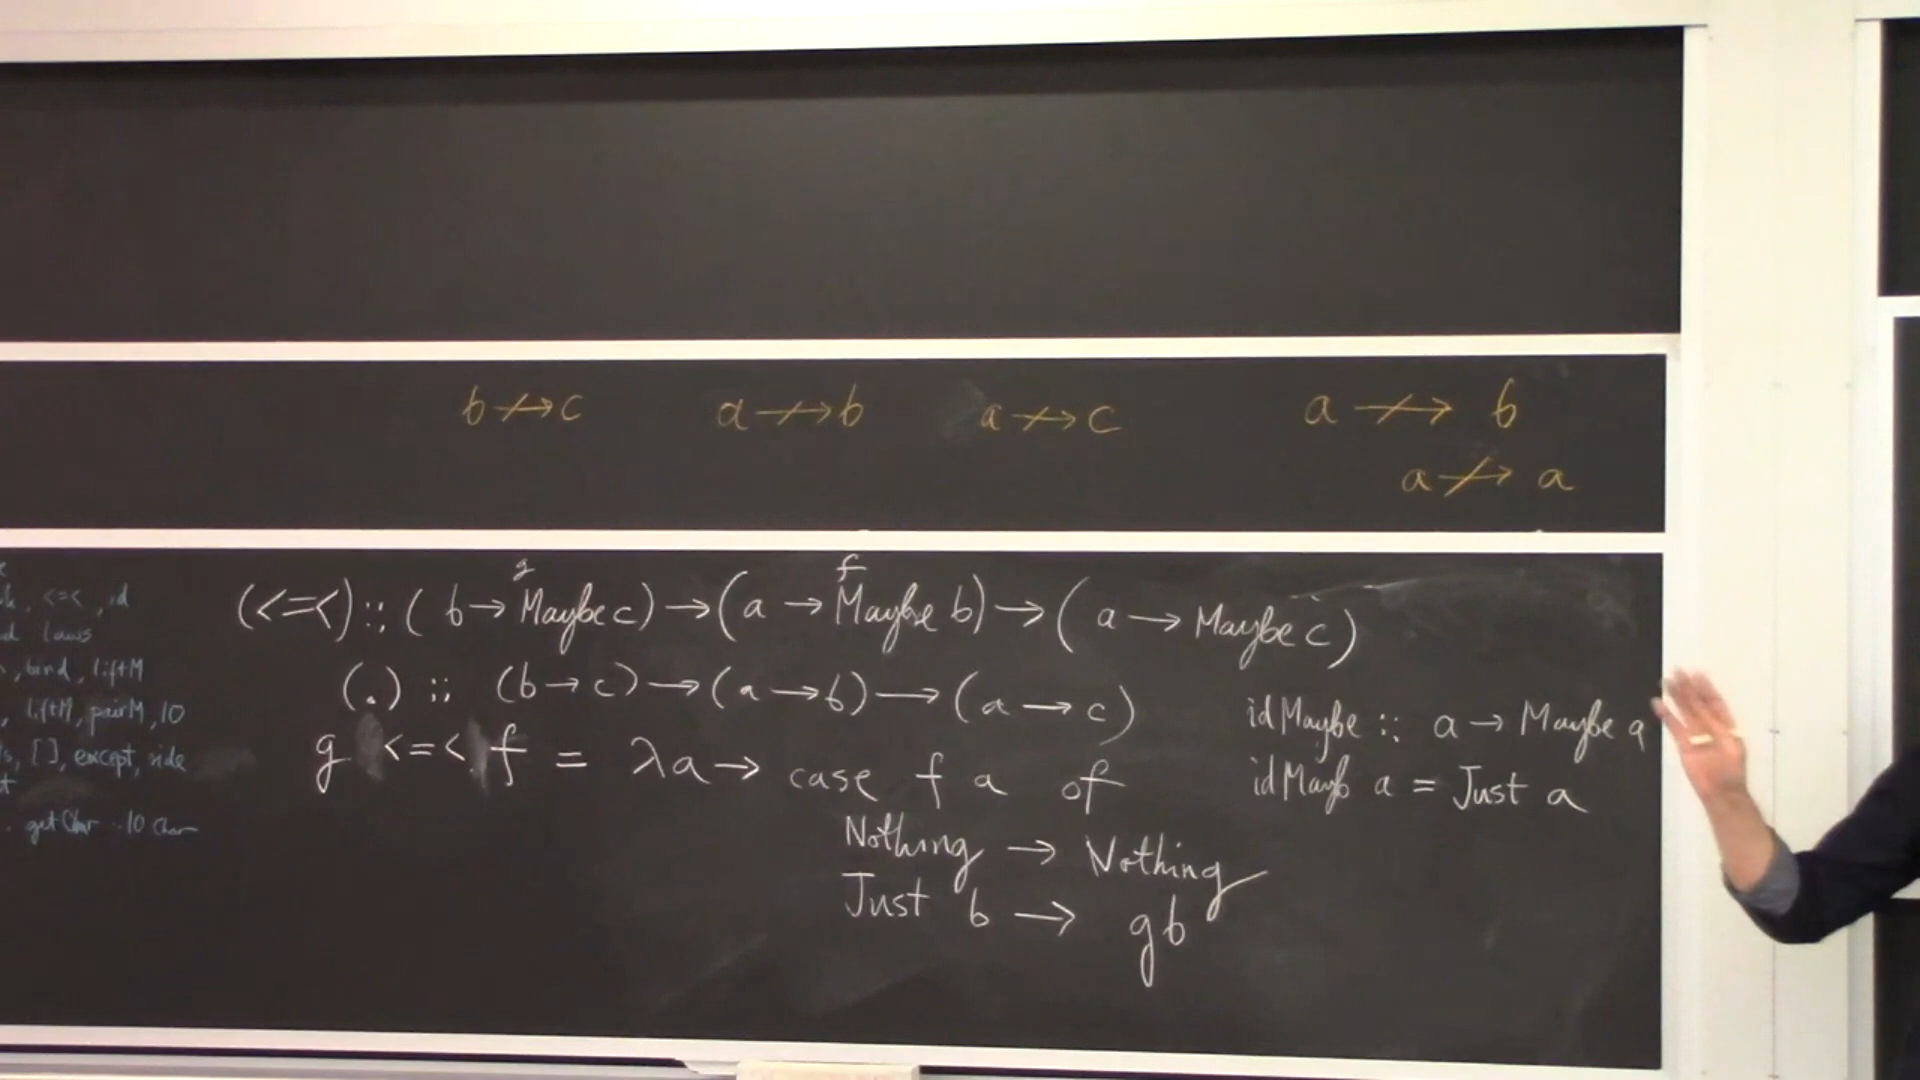 b ↛ c a ↛ b a ↛ c a ↛ b
a ↛ a
<=<, id
laws
, bind, liftM
, liftM, pairM, IO
, [], except, side
getChar :: IO Char
g f
(<=<) :: (b → Maybe c) → (a → Maybe b) → (a → Maybe c)
(.) :: (b → c) → (a → b) → (a → c)
g <=< f = λa → case f a of
Nothing → Nothing
Just b → g b
idMaybe :: a → Maybe a
idMayb a = Just a